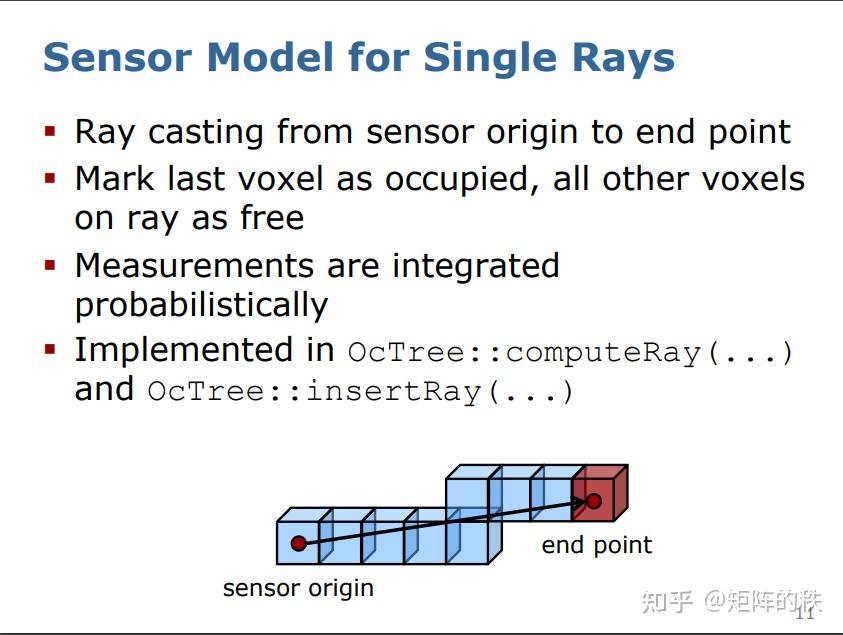 Sensor Model for Single Rays
▪ Ray casting from sensor origin to end point
▪ Mark last voxel as occupied, all other voxels
on ray as free
▪ Measurements are integrated
probabilistically
▪ Implemented in OcTree::computeRay(...)
and OcTree::insertRay(...)
end point
sensor origin
知乎 @矩阵的秩
11